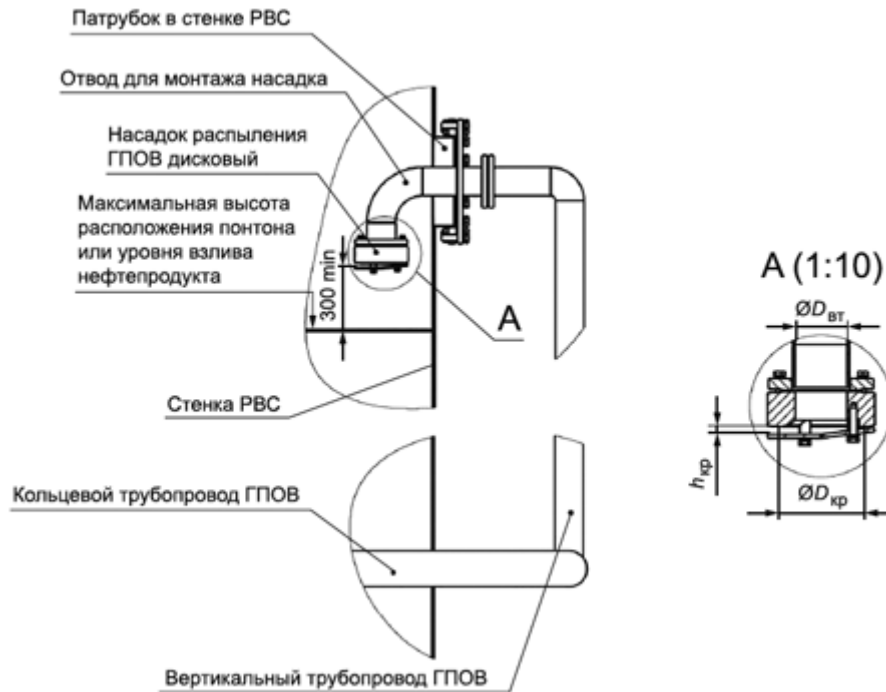 Патрубок в стенке РВС
Отвод для монтажа насадка
Насадок распыления
ГПОВ дисковый
Максимальная высота
расположения понтона
или уровня взлива
нефтепродукта
300 min
А
Стенка РВС
Кольцевой трубопровод ГПОВ
Вертикальный трубопровод ГПОВ
А (1:10)
ØDвт
hкр
ØDкр